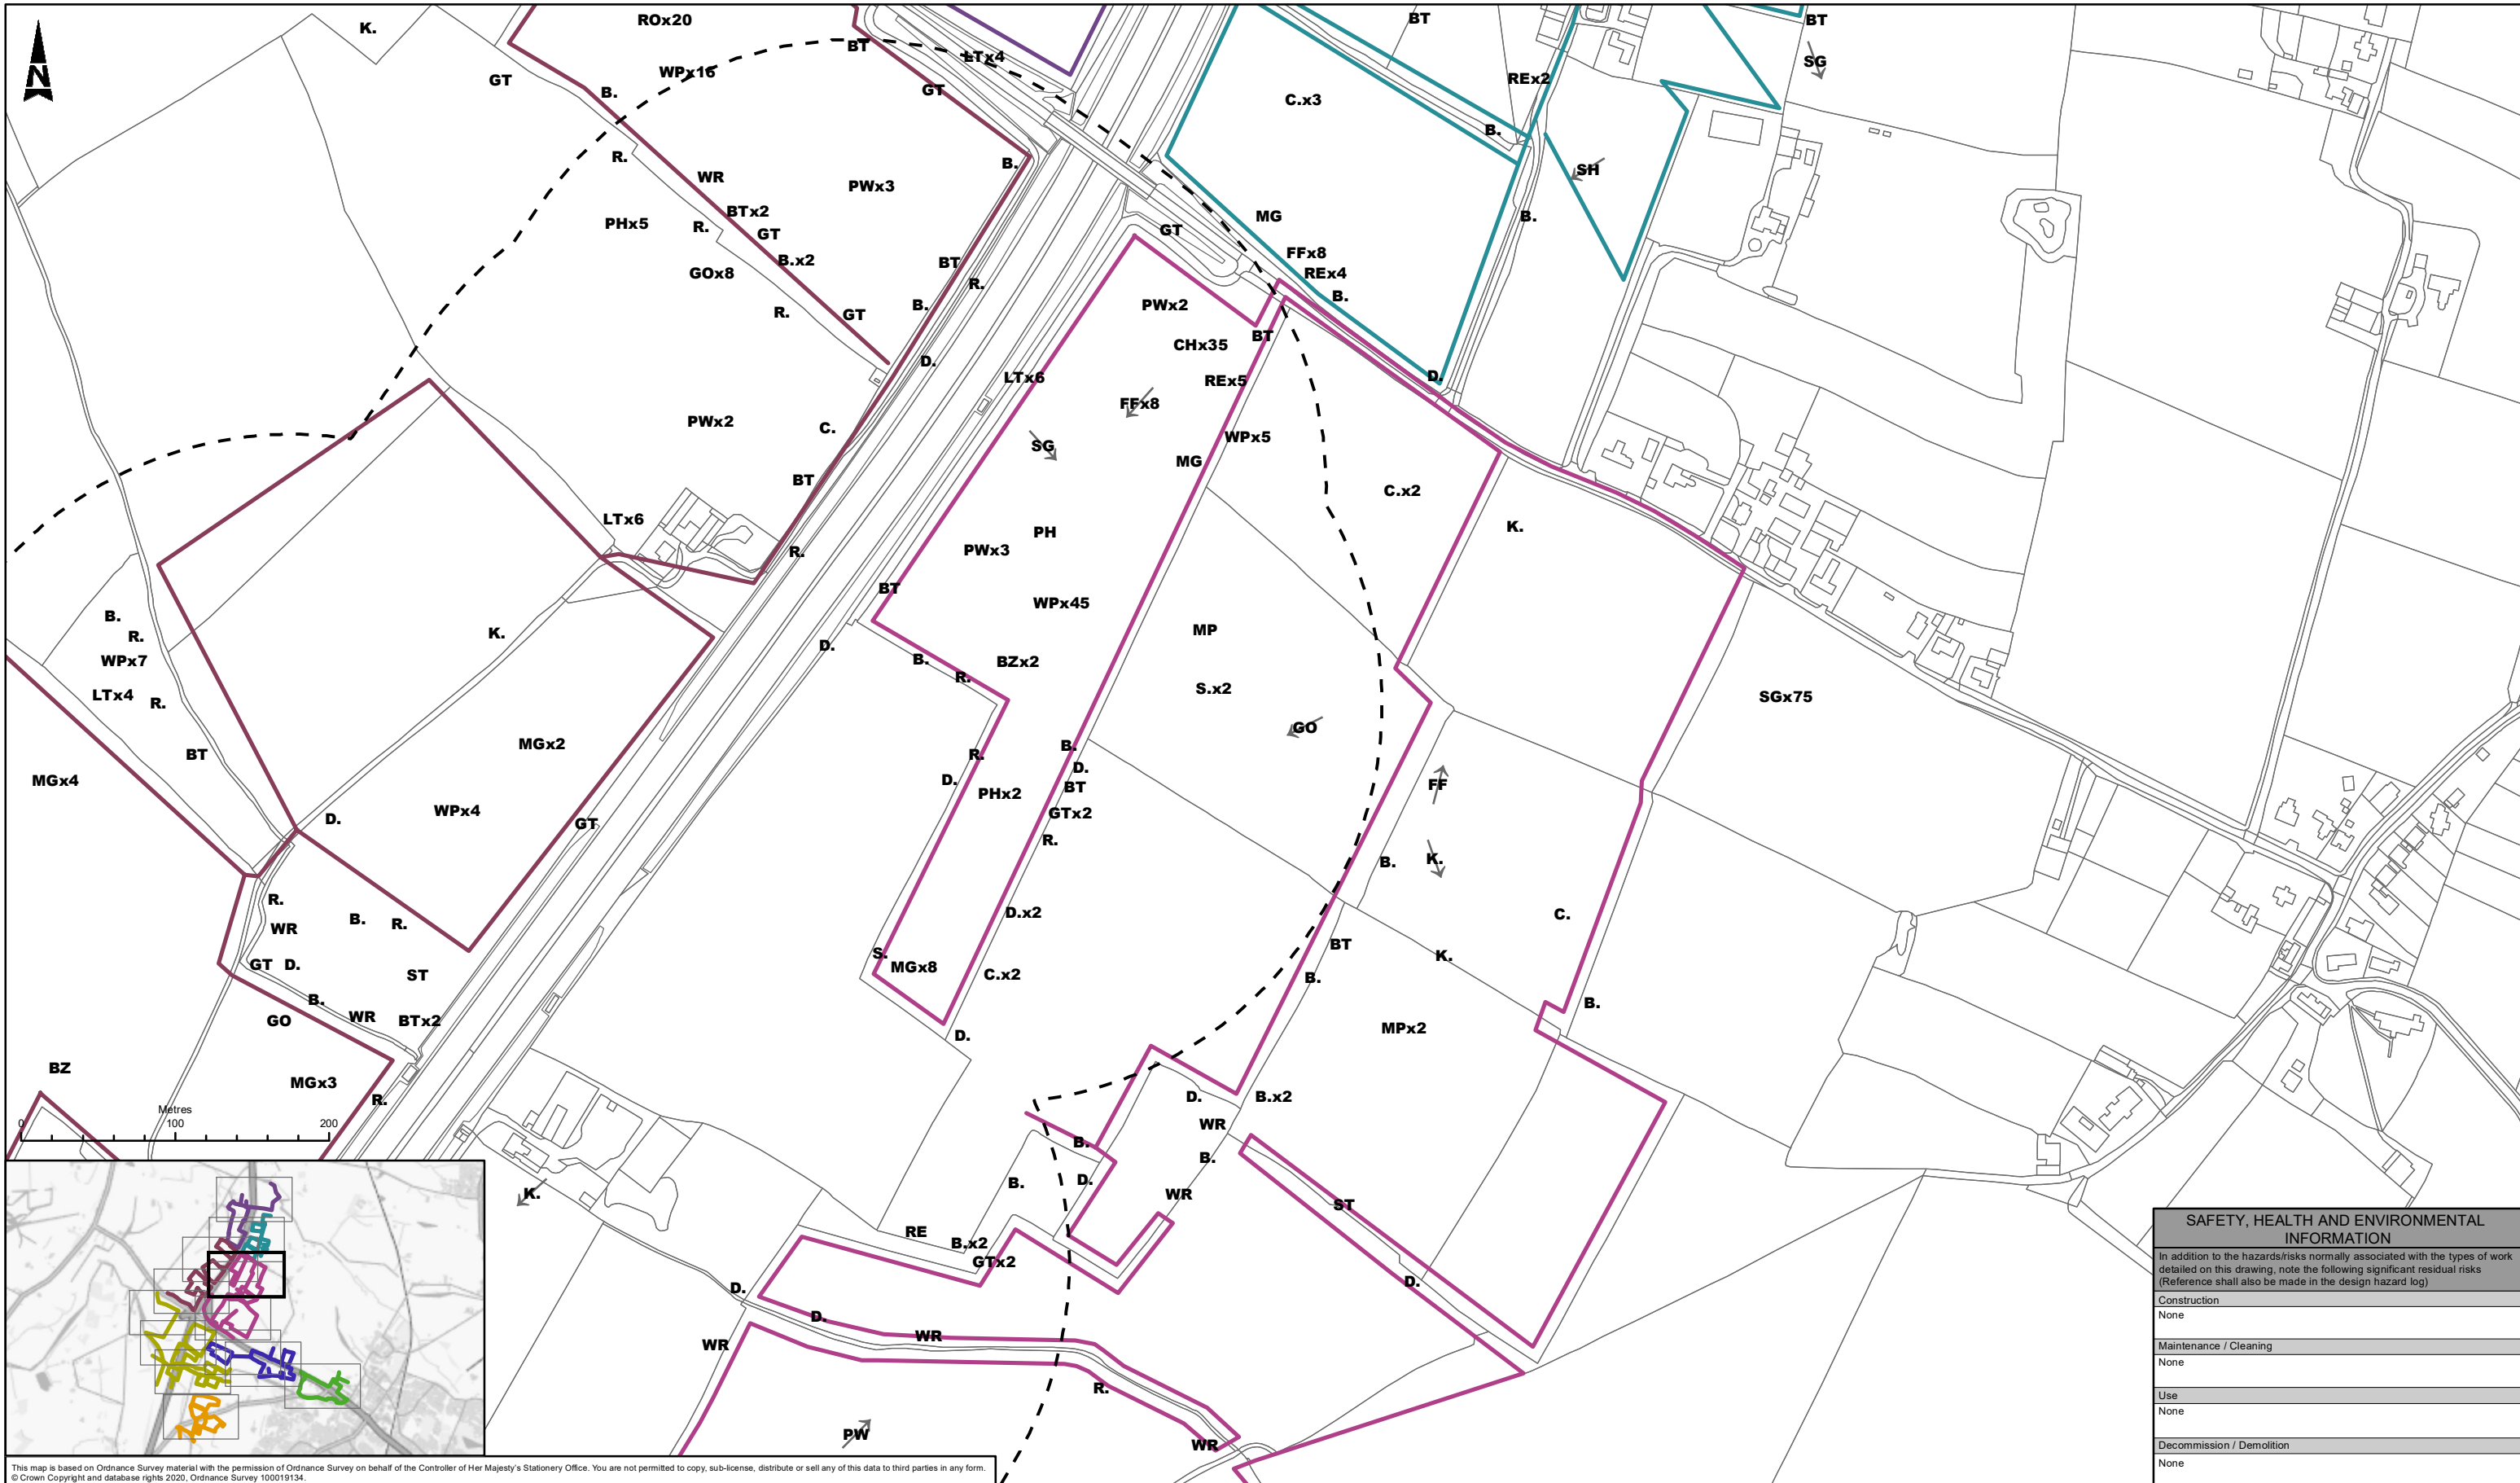 K.
ROx20
BT
BT
BT
N
GT
WPx16
LTx4
SG
B.
GT
C.x3
REx2
R.
B.
B.
WR
PWx3
SH
PHx5
BTx2
MG
B.
R.
GT
GT
GOx8
B.x2
BT
FFx8
R.
REx4
R.
GT
B.
PWx2
B.
BT
D.
CHx35
LTx6
REx5
D.
PWx2
C.
FFx8
SG
WPx5
BT
MG
C.x2
LTx6
R.
PWx3
PH
K.
BT
WPx45
B.
R.
K.
D.
MP
WPx7
B.
BZx2
LTx4
R.
R.
S.x2
SGx75
BT
MGx2
GO
MGx4
R.
B.
D.
D.
PHx2
BT
FF
WPx4
D.
GT
GTx2
R.
B.
K.
R.
WR
B.
R.
D.x2
C.
GT
D.
ST
S.
MGx8
C.x2
BT
K.
B.
B.
B.
GO
WR
BTx2
D.
MPx2
BZ
MGx3
R.
D.
B.x2
Metres
0
100
200
WR
B.
B.
K.
B.
D.
WR
ST
RE
B.x2
GTx2
D.
D.
D.
WR
WR
R.
PW
WR
SAFETY, HEALTH AND ENVIRONMENTAL
INFORMATION
In addition to the hazards/risks normally associated with the types of work
detailed on this drawing, note the following significant residual risks
(Reference shall also be made in the design hazard log)
Construction
None
Maintenance / Cleaning
None
Use
None
Decommission / Demolition
None
This map is based on Ordnance Survey material with the permission of Ordnance Survey on behalf of the Controller of Her Majesty's Stationery Office. You are not permitted to copy, sub-license, distribute or sell any of this data to third parties in any form.
© Crown Copyright and database rights 2020, Ordnance Survey 100019134.